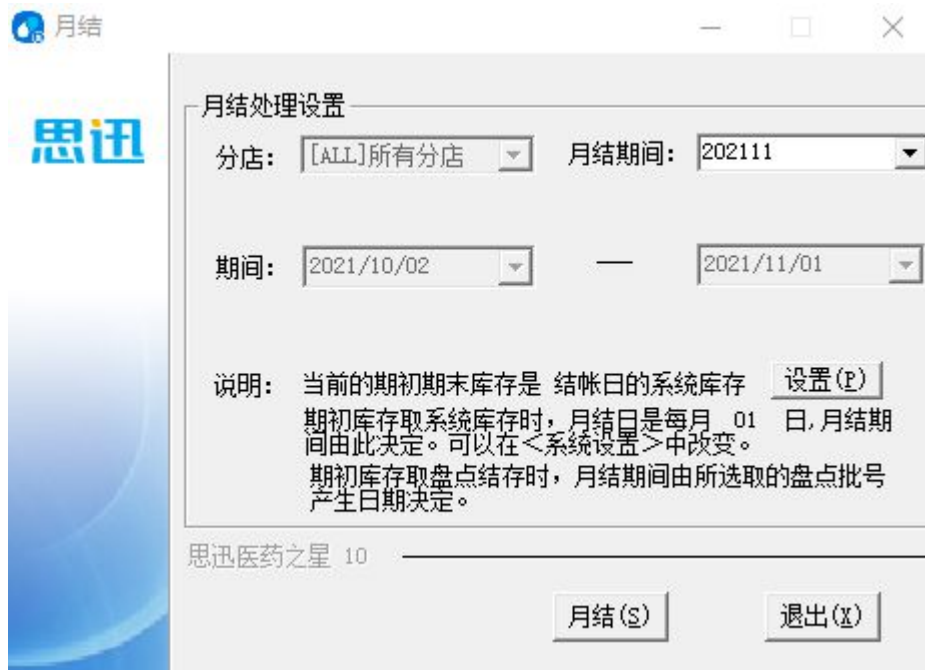 月结
思迅
月结处理设置
分店： [ALL]所有分店 月结期间： 202111
期间： 2021/10/02 — 2021/11/01
说明： 当前的期初期末库存是 结帐日的系统库存 设置(P)
期初库存取系统库存时，月结日是每月 01 日,月结期
间由此决定。可以在<系统设置>中改变。
期初库存取盘点结存时，月结期间由所选取的盘点批号
产生日期决定。
思迅医药之星 10
月结(S) 退出(X)